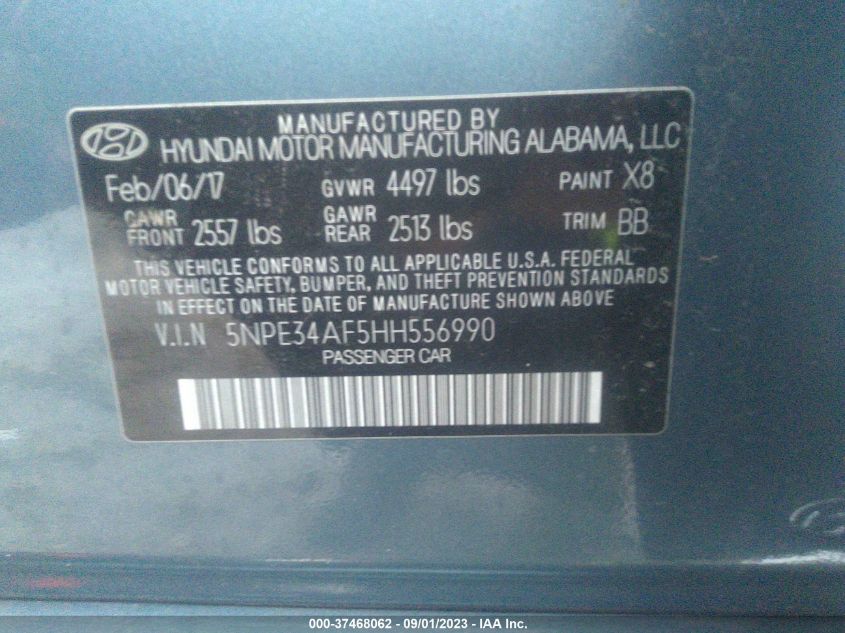 MANUFACTURED BY
HYUNDAI MOTOR MANUFACTURING ALABAMA, LLC
Feb/06/17 GVWR 4497 lbs PAINT X8
GAWR FRONT 2557 lbs GAWR REAR 2513 lbs TRIM BB
THIS VEHICLE CONFORMS TO ALL APPLICABLE U.S.A. FEDERAL
MOTOR VEHICLE SAFETY, BUMPER, AND THEFT PREVENTION STANDARDS
IN EFFECT ON THE DATE OF MANUFACTURE SHOWN ABOVE
V.I.N 5NPE34AF5HH556990
PASSENGER CAR
000-37468062 - 09/01/2023 - IAA Inc.